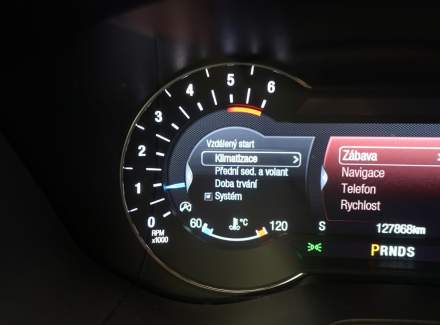 6
5
4
3
2
1
0
RPM
x1000
Vzdálený start
Klimatizace
Přední sed. a volant
Doba trvání
Systém
60
°C
120
Zábava
Navigace
Telefon
Rychlost
S
127868km
PRNDS